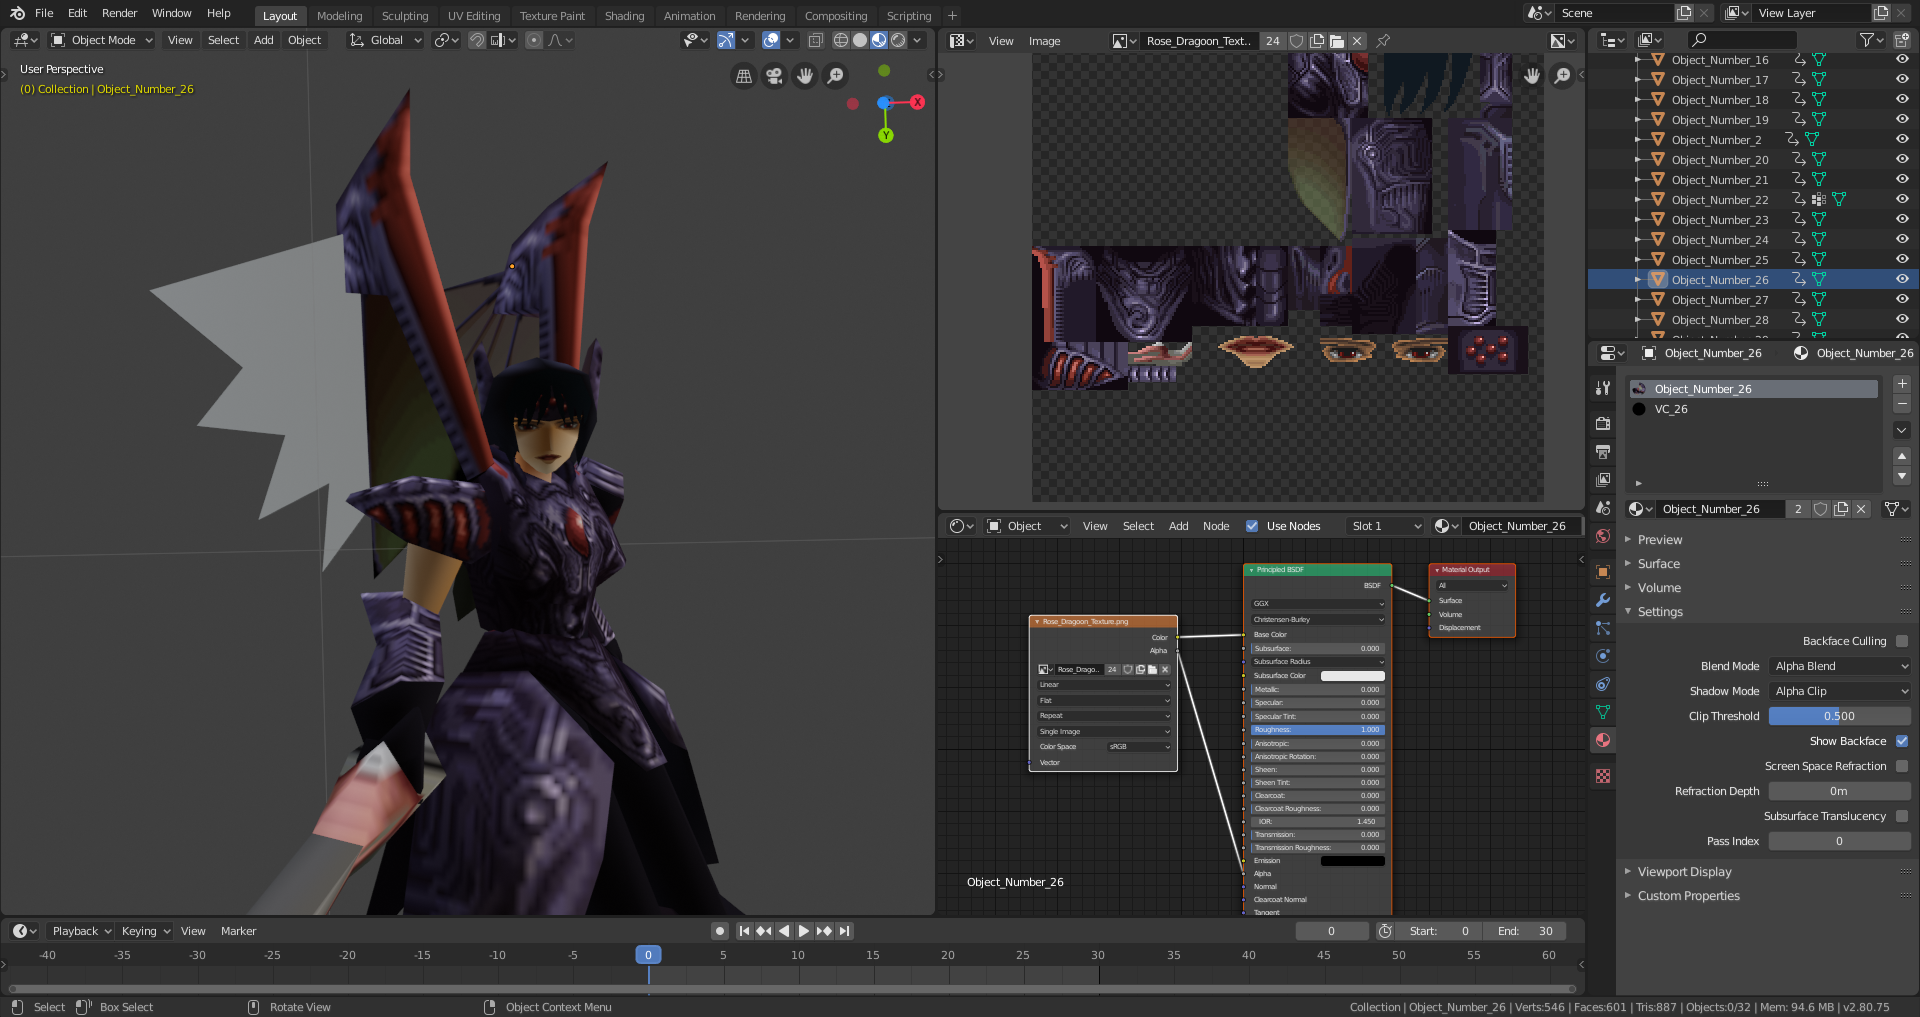 File Edit Render Window Help Layout Modeling Sculpting UV Editing Texture Paint Shading Animation Rendering Compositing Scripting + Scene View Layer
Object Mode View Select Add Object Global
User Perspective
(0) Collection | Object_Number_26
X
Y
View Image Rose_Dragoon_Text.. 24
Object_Number_16
Object_Number_17
Object_Number_18
Object_Number_19
Object_Number_2
Object_Number_20
Object_Number_21
Object_Number_22
Object_Number_23
Object_Number_24
Object_Number_25
Object_Number_26
Object_Number_27
Object_Number_28
Object_Number_26 Object_Number_26
Object_Number_26
VC_26
Object_Number_26 2
Preview
Surface
Volume
Settings
Backface Culling
Blend Mode Alpha Blend
Shadow Mode Alpha Clip
Clip Threshold 0.500
Show Backface
Screen Space Refraction
Refraction Depth 0m
Subsurface Translucency
Pass Index 0
Viewport Display
Custom Properties
Object View Select Add Node Use Nodes Slot 1 Object_Number_26
Rose_Dragoon_Texture.png
Color
Alpha
Rose_Drago.. 24
Linear
Flat
Repeat
Single Image
Color Space sRGB
Vector
Principled BSDF
BSDF
GGX
Christensen-Burley
Base Color
Subsurface: 0.000
Subsurface Radius
Subsurface Color
Metallic: 0.000
Specular: 0.000
Specular Tint: 0.000
Roughness: 1.000
Anisotropic: 0.000
Anisotropic Rotation: 0.000
Sheen: 0.000
Sheen Tint: 0.000
Clearcoat: 0.000
Clearcoat Roughness: 0.000
IOR: 1.450
Transmission: 0.000
Transmission Roughness: 0.000
Emission
Alpha
Normal
Clearcoat Normal
Tangent
Material Output
All
Surface
Volume
Displacement
Object_Number_26
Playback Keying View Marker 0 Start: 0 End: 30
-40 -35 -30 -25 -20 -15 -10 -5 0 5 10 15 20 25 30 35 40 45 50 55 60
Select Box Select Rotate View Object Context Menu Collection | Object_Number_26 | Verts:546 | Faces:601 | Tris:887 | Objects:0/32 | Mem: 94.6 MB | v2.80.75